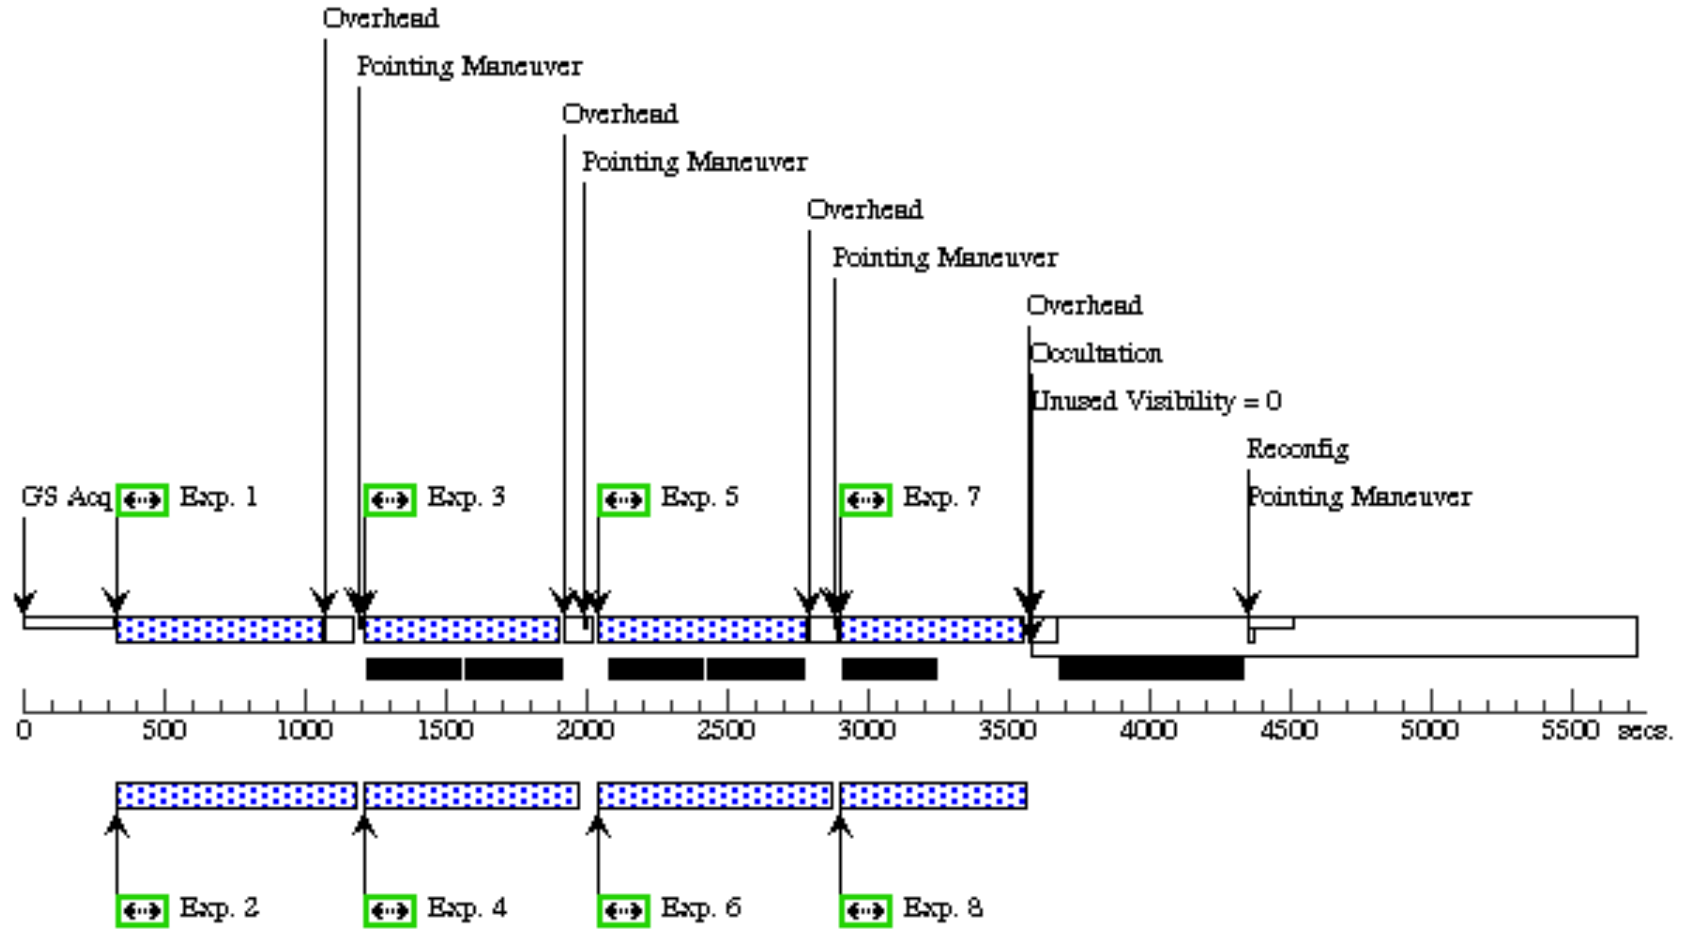 Overhead
Pointing Maneuver
Overhead
Pointing Maneuver
Overhead
Pointing Maneuver
Overhead
Occultation
Unused Visibility = 0
Reconfig
GS Acq Exp. 1 Exp. 3 Exp. 5 Exp. 7 Pointing Maneuver
0 500 1000 1500 2000 2500 3000 3500 4000 4500 5000 5500 secs.
Exp. 2 Exp. 4 Exp. 6 Exp. 8